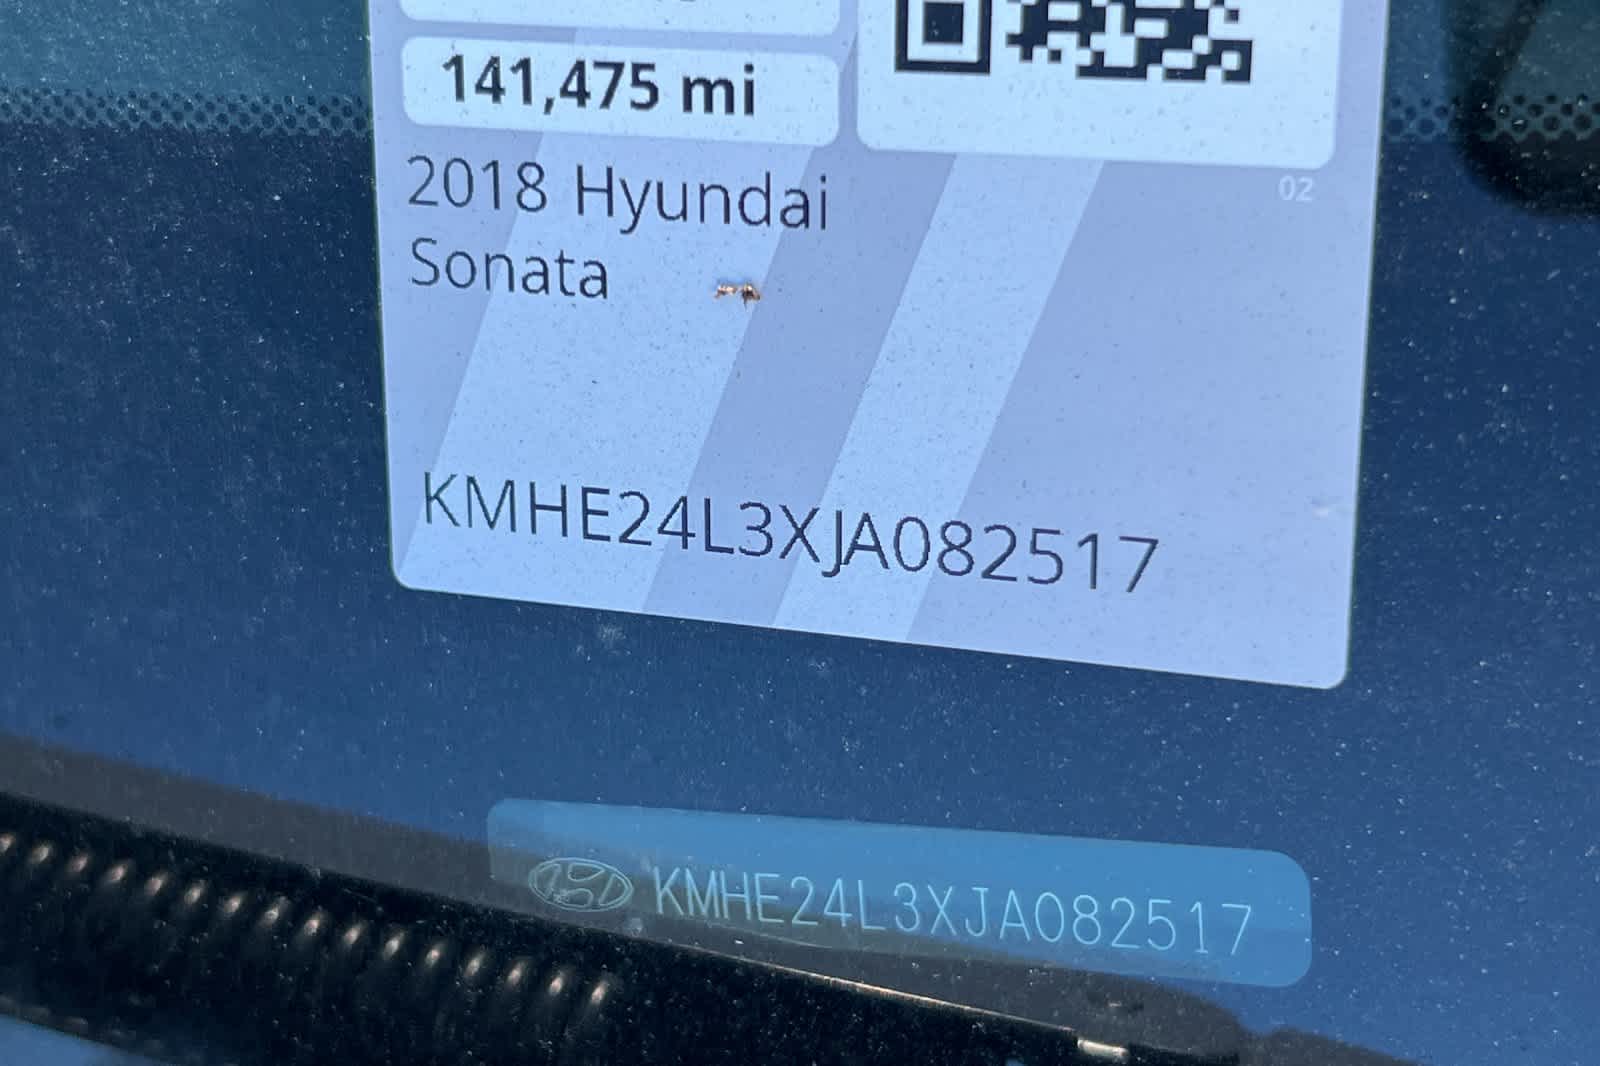 141,475 mi
02
2018 Hyundai
Sonata
KMHE24L3XJA082517
KMHE24L3XJA082517